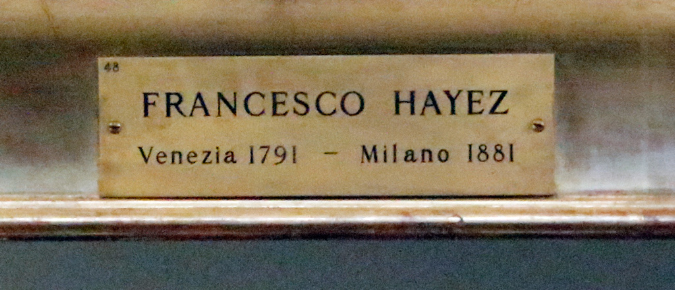 48
FRANCESCO HAYEZ
Venezia 1791 - Milano 1881